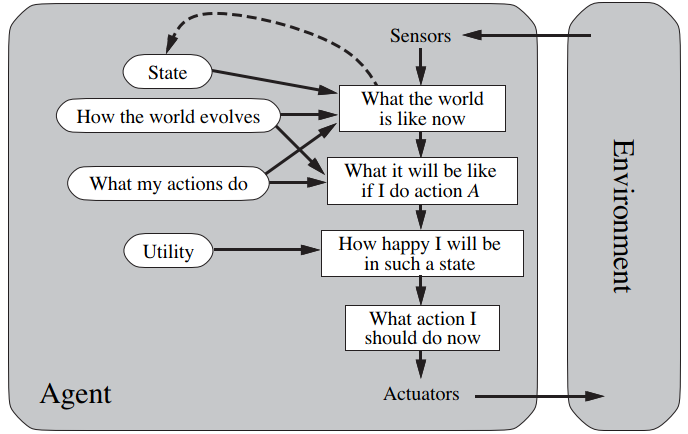 Sensors
State
What the world
is like now
How the world evolves
What it will be like
if I do action A
What my actions do
How happy I will be
in such a state
Utility
What action I
should do now
Actuators
Agent
Environment